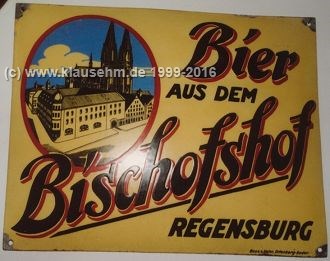 Bier
(c) www.klausehm.de 1999-2016
AUS DEM
Bischofshof
REGENSBURG